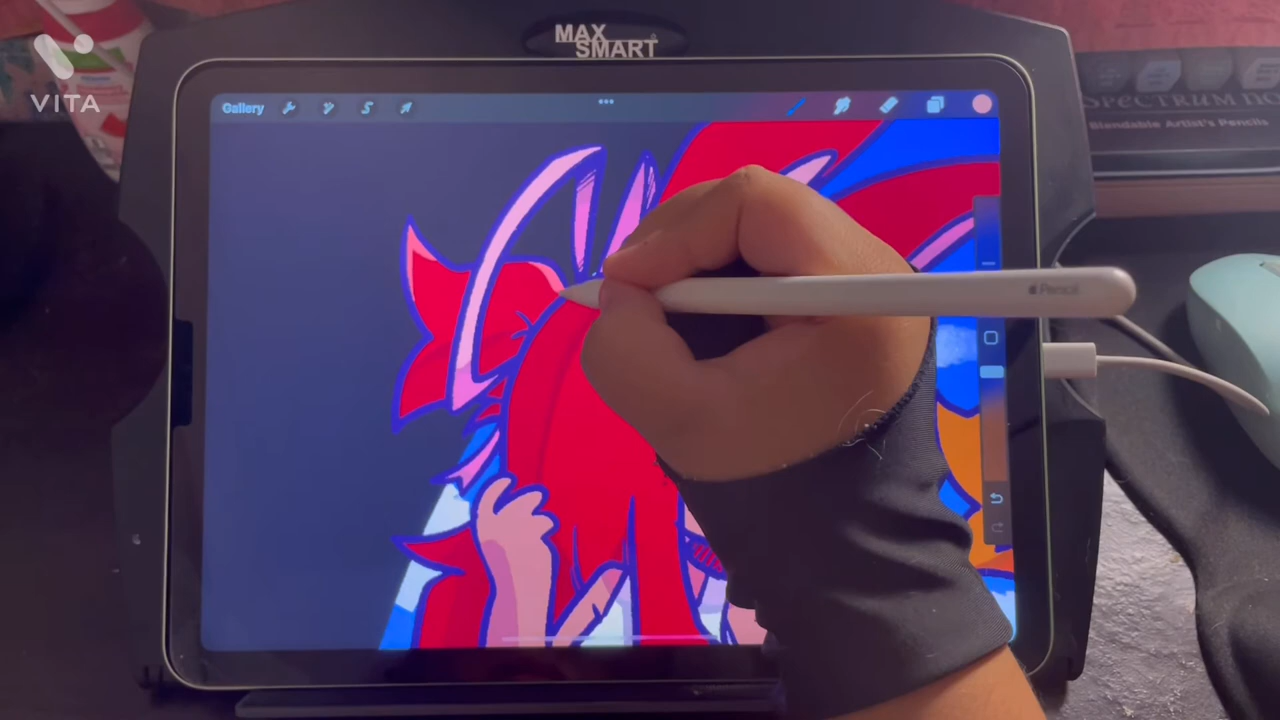 VITA
MAX
SMART
Gallery
SPECTRUM NO
Blendable Artist's Pencils
Pencil